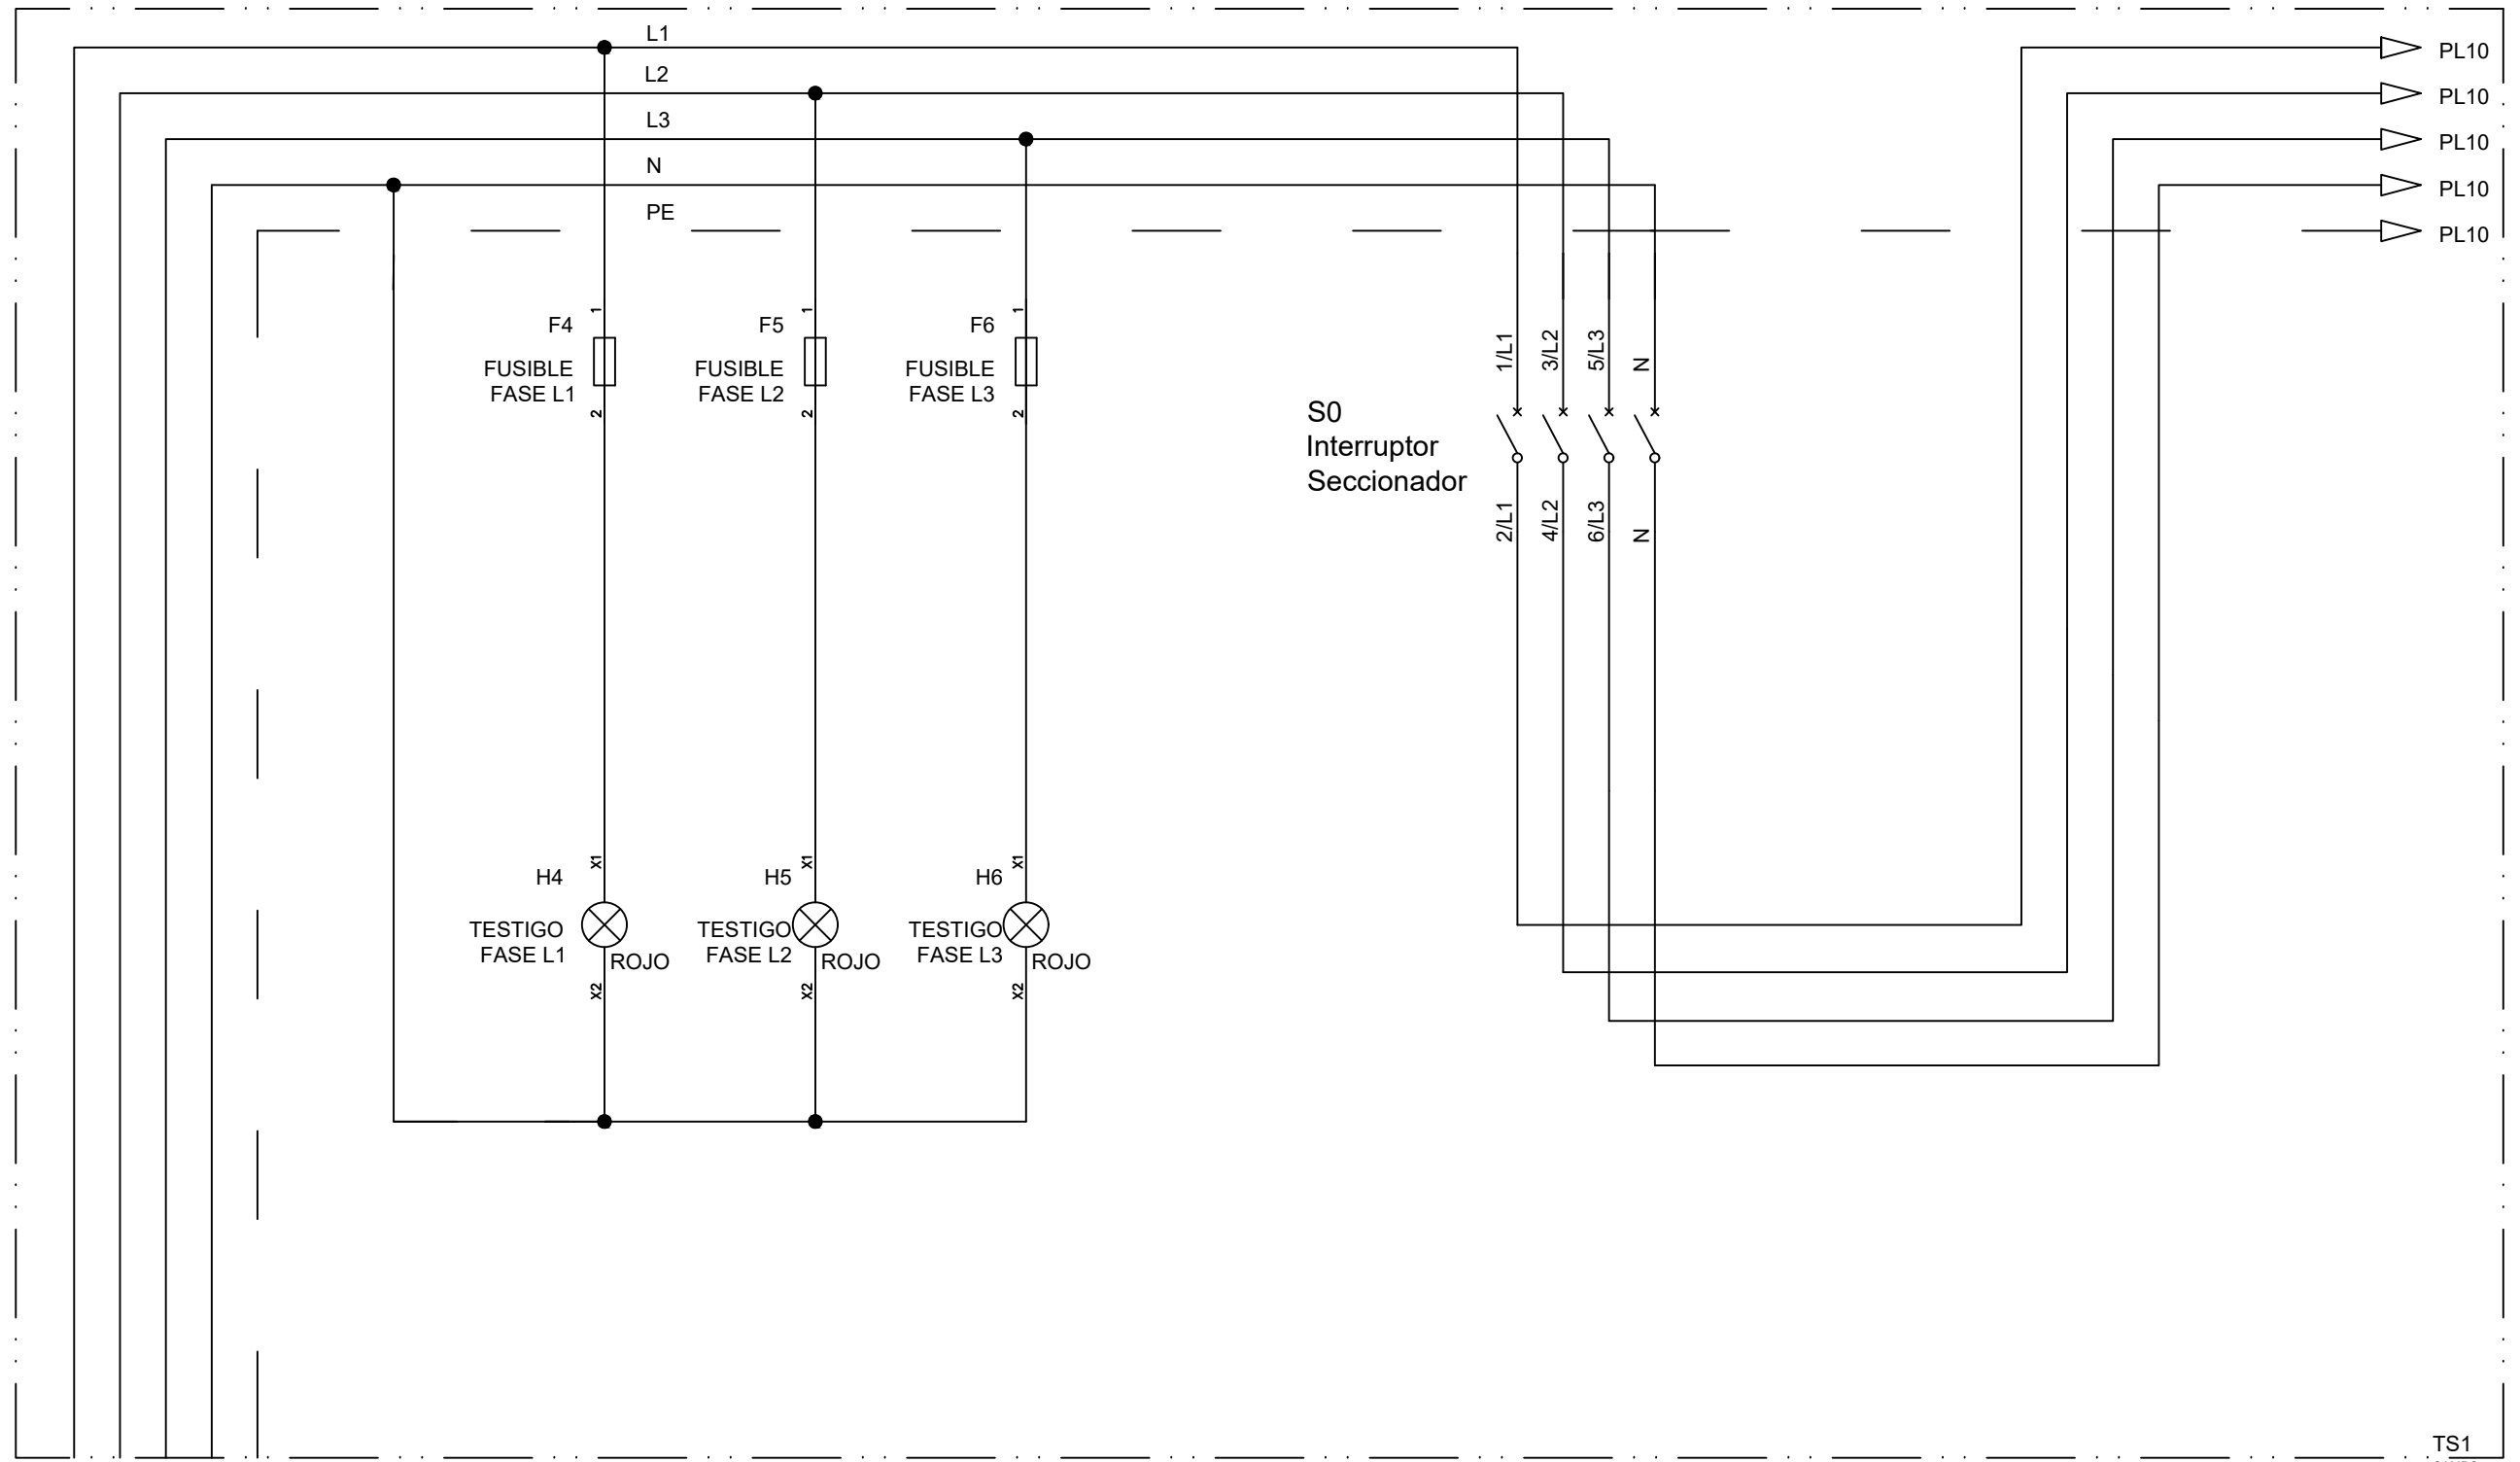 L1
PL10
L2
PL10
L3
PL10
N
PL10
PE
PL10
1
1
1
F4
F5
F6
FUSIBLE
FASE L1
FUSIBLE
FASE L2
FUSIBLE
FASE L3
2
2
2
1/L1
3/L2
5/L3
N
S0
Interruptor
Seccionador
2/L1
4/L2
6/L3
N
X1
X1
X1
H4
H5
H6
TESTIGO
FASE L1
ROJO
TESTIGO
FASE L2
ROJO
TESTIGO
FASE L3
ROJO
X2
X2
X2
TS1